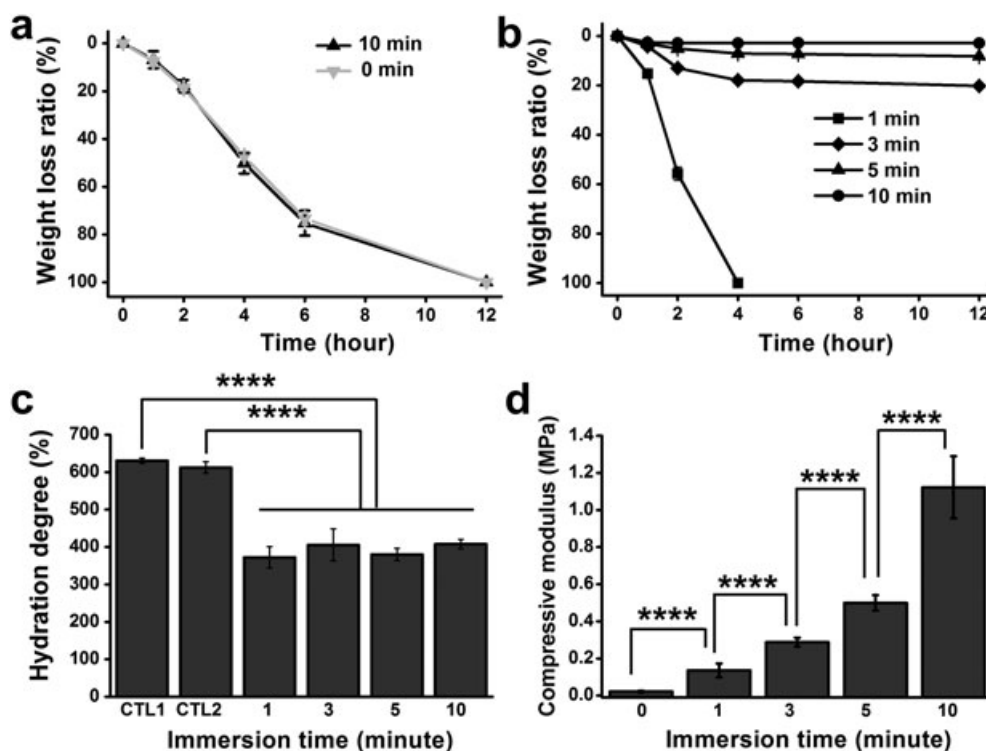 a
Weight loss ratio (%)
0
20
40
60
80
100
10 min
0 min
0 2 4 6 8 10 12
Time (hour)
b
Weight loss ratio (%)
0
20
40
60
80
100
1 min
3 min
5 min
10 min
0 2 4 6 8 10 12
Time (hour)
c
Hydration degree (%)
700
600
500
400
300
200
100
0
****
****
CTL1 CTL2 1 3 5 10
Immersion time (minute)
d
Compressive modulus (MPa)
1.4
1.2
1.0
0.8
0.6
0.4
0.2
0.0
****
****
****
****
0 1 3 5 10
Immersion time (minute)